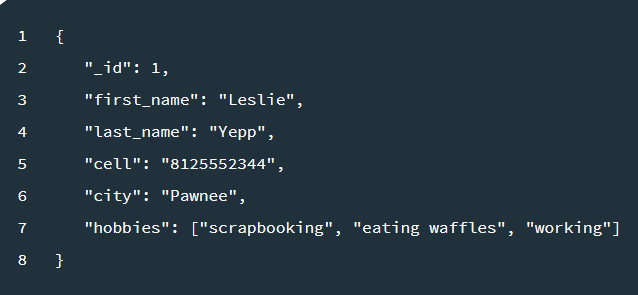 1 {
2 "_id": 1,
3 "first_name": "Leslie",
4 "last_name": "Yepp",
5 "cell": "8125552344",
6 "city": "Pawnee",
7 "hobbies": ["scrapbooking", "eating waffles", "working"]
8 }